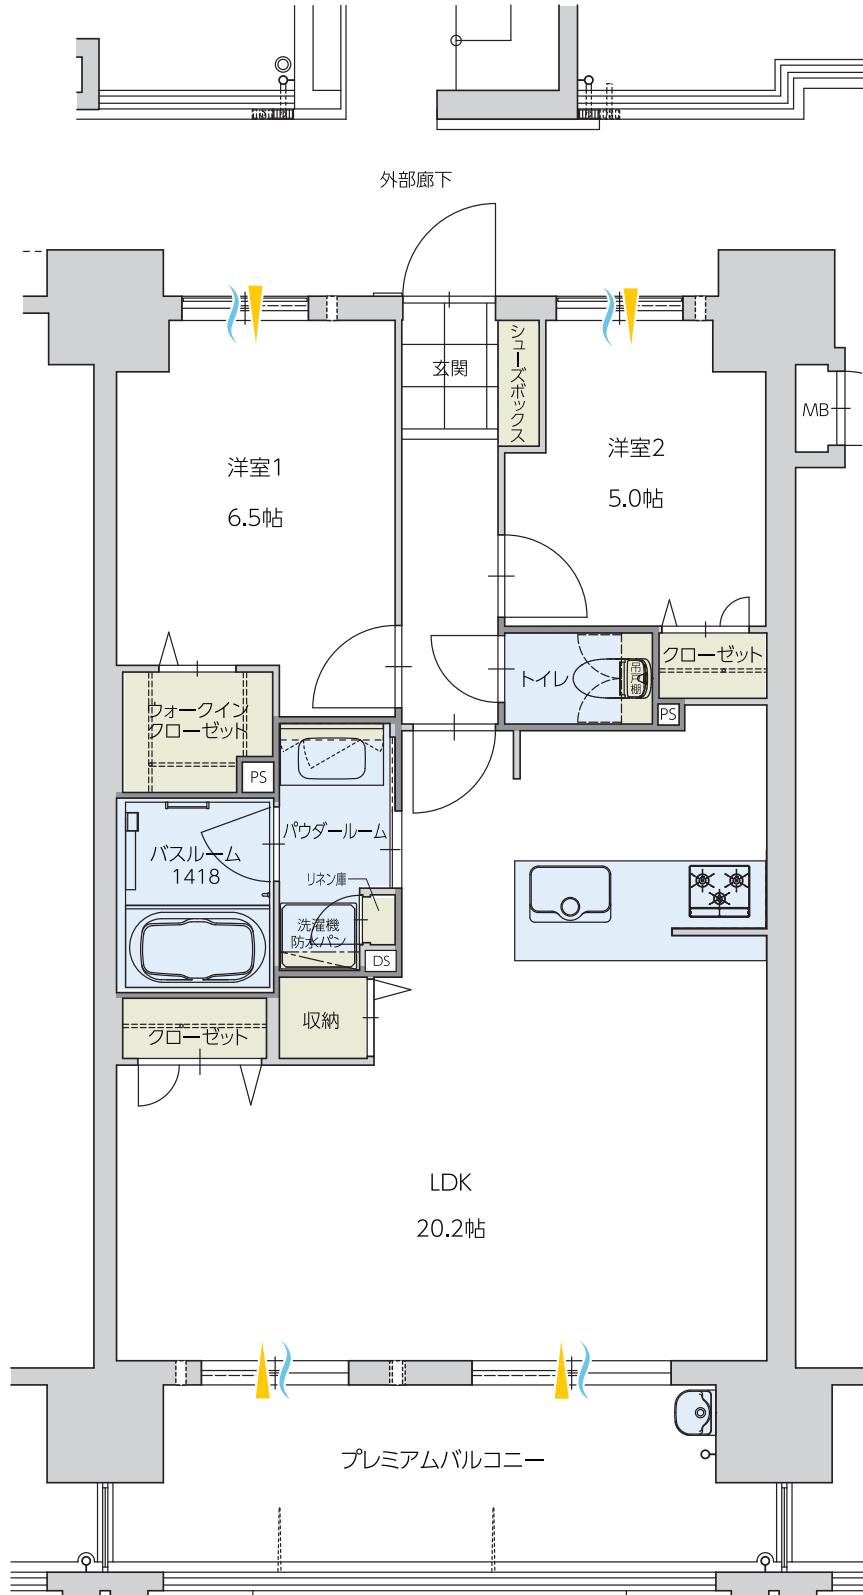 外部廊下
玄関
シューズボックス
MB
洋室1
6.5帖
洋室2
5.0帖
トイレ
吊戸棚
クローゼット
PS
ウォークイン
クローゼット
PS
パウダールーム
バスルーム
1418
リネン庫
洗濯機
防水パン
DS
収納
クローゼット
LDK
20.2帖
プレミアムバルコニー